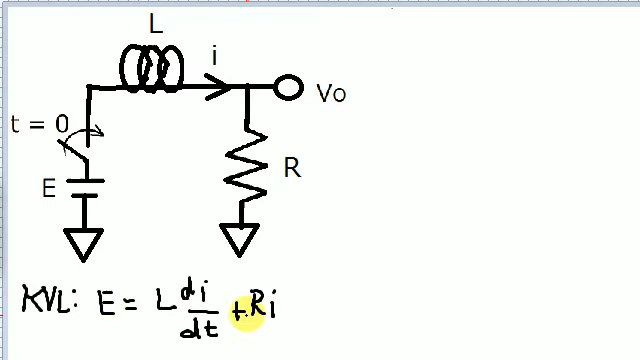 L
i
Vo
t = 0
E
R
KVL: E = L di/dt + Ri